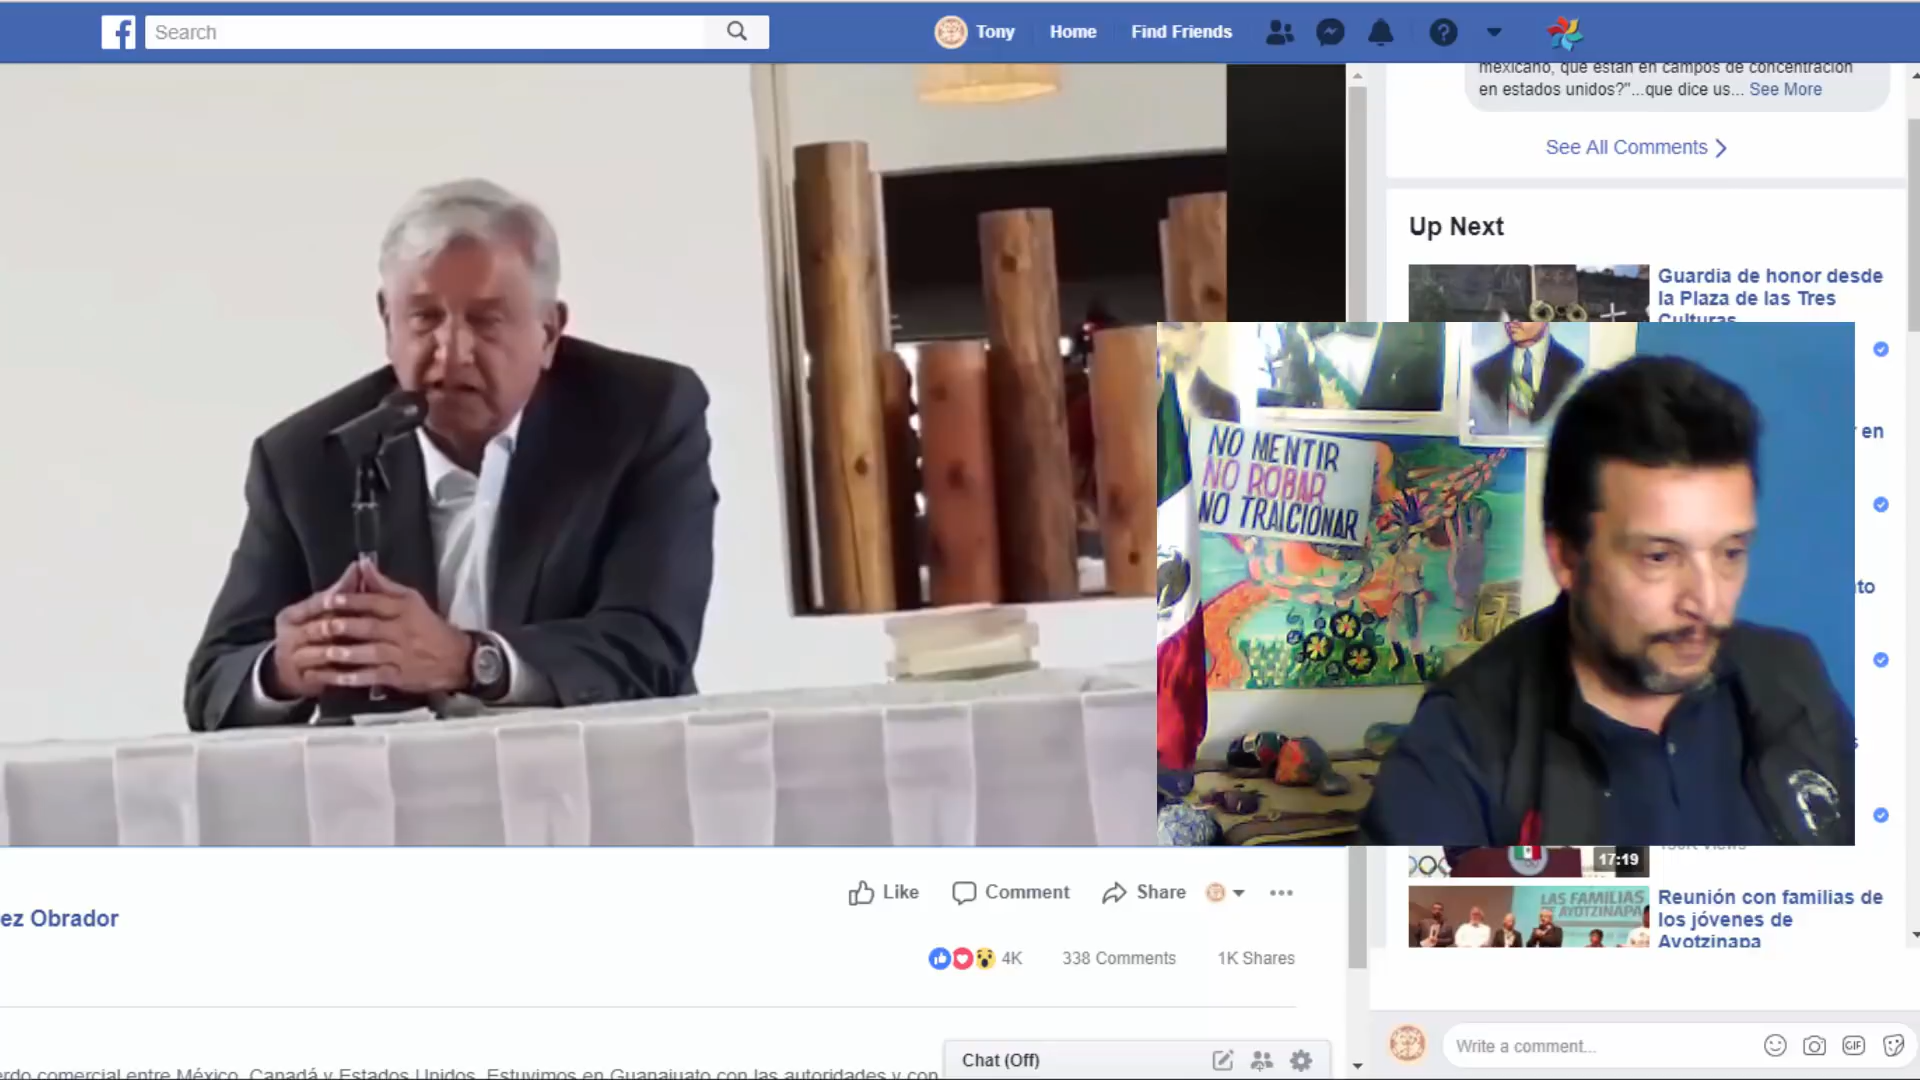 Search
Tony
Home
Find Friends
mexicano, que están en campos de concentración
en estados unidos?"...que dice us... See More
See All Comments
Up Next
Guardia de honor desde
la Plaza de las Tres
Culturas
en
NO MENTIR
NO ROBAR
NO TRAICIONAR
17:19
LAS FAMILIAS
DE AYOTZINAPA
Reunión con familias de
los jóvenes de
Ayotzinapa
Like
Comment
Share
ez Obrador
4K
338 Comments
1K Shares
Chat (Off)
Write a comment...
GIF
erdo comercial entre México, Canadá y Estados Unidos. Estuvimos en Guanajuato con las autoridades y con